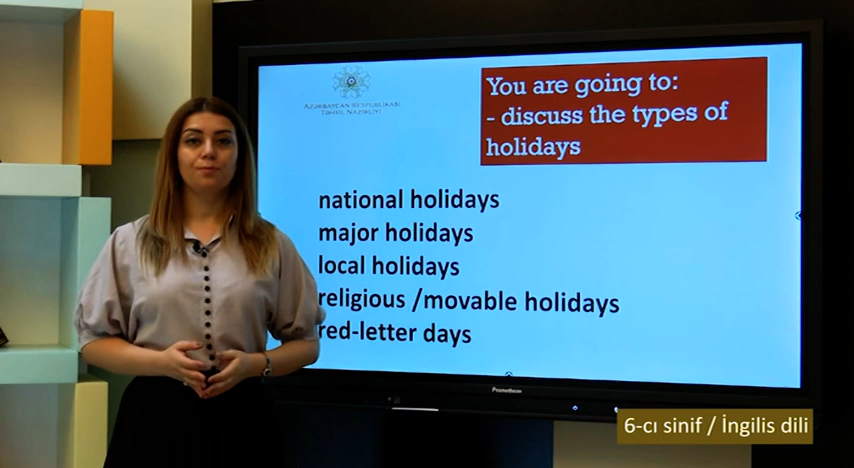 AZƏRBAYCAN RESPUBLİKASI
TƏHSİL NAZİRLİYİ
You are going to:
- discuss the types of
holidays
national holidays
major holidays
local holidays
religious /movable holidays
red-letter days
Promethean
6-cı sinif / İngilis dili